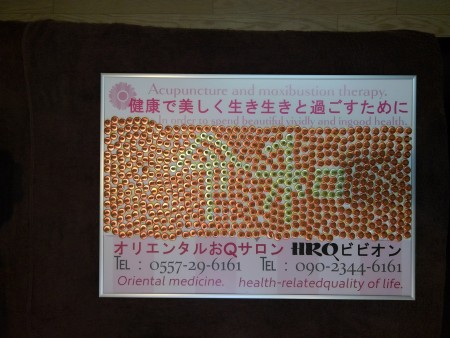 Acupuncture and moxibustion therapy.
健康で美しく生き生きと過ごすために
In order to spend beautiful vividly and ingood health.
令和
オリエンタルおQサロン HRQビビオン
TEL : 0557-29-6161 TEL : 090-2344-6161
Oriental medicine. health-relatedquality of life.